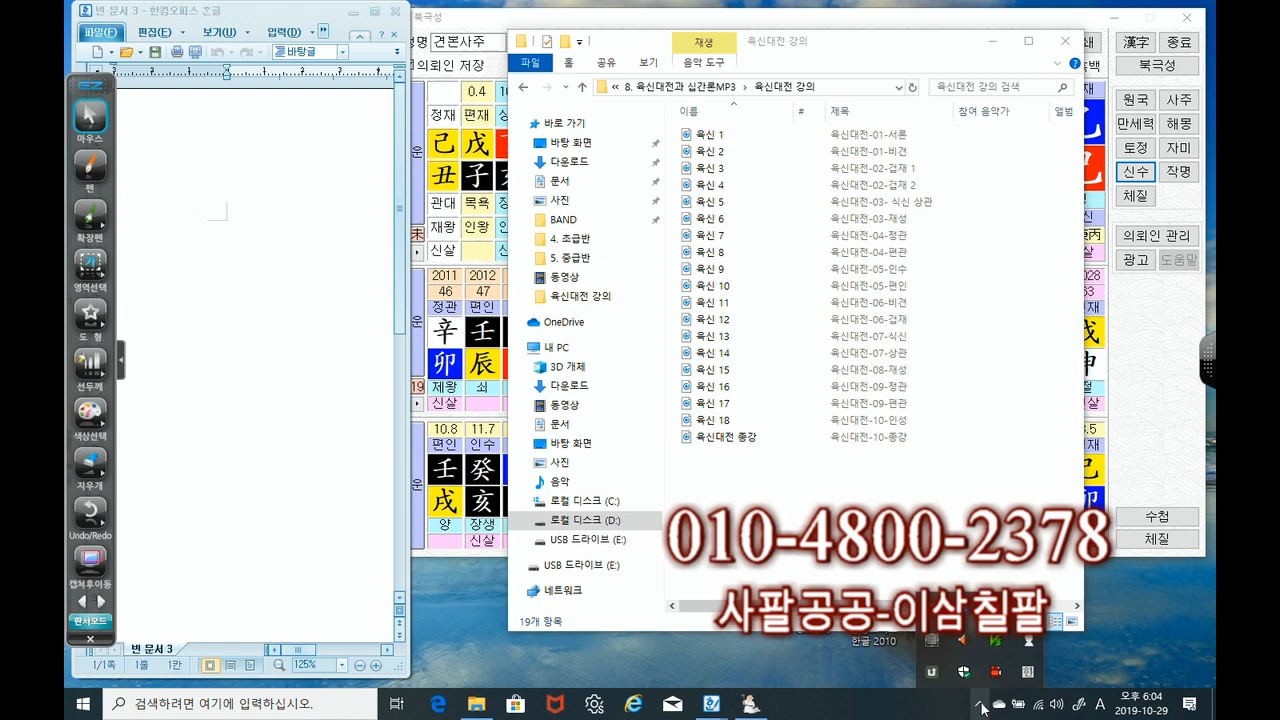 빈 문서 3 - 한컴오피스 한글
파일(F) 편집(E) 보기(U) 입력(D)
바탕글
마우스
펜
확장펜
영역선택
도 형
선두께
색상선택
지우개
Undo/Redo
캡처후이동
판서모드
빈 문서 3
1/1쪽 1줄 1칸 125%
북극성
견본사주
의뢰인 저장
0.4
정재 편재
己 戊
丑 子
관대 목욕
재왕 인왕
신살
未
2011 2012
46 47
정관 편인
辛 壬
卯 辰
제왕 쇠
신살
19
10.8 11.7
편인 인수
壬 癸
戌 亥
양 장생
신살
운
재생 육신대전 강의
파일 홈 공유 보기 음악 도구
« 8. 육신대전과 십간론MP3 › 육신대전 강의
육신대전 강의 검색
바로 가기
바탕 화면
다운로드
문서
사진
BAND
4. 초급반
5. 중급반
동영상
육신대전 강의
OneDrive
내 PC
3D 개체
다운로드
동영상
문서
바탕 화면
사진
음악
로컬 디스크 (C:)
로컬 디스크 (D:)
USB 드라이브 (E:)
USB 드라이브 (E:)
네트워크
19개 항목
이름 # 제목 참여 음악가 앨범
육신 1 육신대전-01-서론
육신 2 육신대전-01-비견
육신 3 육신대전-02-겁재 1
육신 4 육신대전-02-겁재 2
육신 5 육신대전-03- 식신 상관
육신 6 육신대전-03-재성
육신 7 육신대전-04-정관
육신 8 육신대전-04-편관
육신 9 육신대전-05-인수
육신 10 육신대전-05-편인
육신 11 육신대전-06-비견
육신 12 육신대전-06-겁재
육신 13 육신대전-07-식신
육신 14 육신대전-07-상관
육신 15 육신대전-08-재성
육신 16 육신대전-09-정관
육신 17 육신대전-09-편관
육신 18 육신대전-10-인성
육신대전 종강 육신대전-10-종강
漢字 종료
북극성
원국 사주
만세력 해몽
토정 자미
신수 작명
체질
의뢰인 관리
광고 도움말
수첩
체질
010-4800-2378
사팔공공-이삼칠팔
한글 2010
검색하려면 여기에 입력하십시오.
A
오후 6:04
2019-10-29